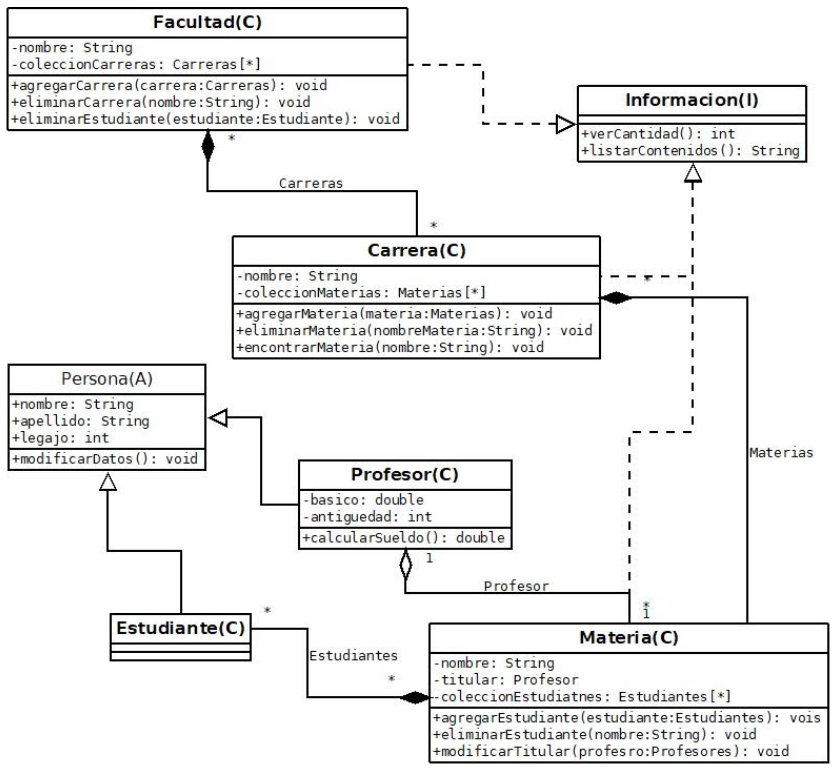 Facultad(C)
-nombre: String
-coleccionCarreras: Carreras[*]
+agregarCarrera(carrera:Carreras): void
+eliminarCarrera(nombre:String): void
+eliminarEstudiante(estudiante:Estudiante): void
*
Carreras
*
Informacion(I)
+verCantidad(): int
+listarContenidos(): String
Carrera(C)
-nombre: String
-coleccionMaterias: Materias[*]
+agregarMateria(materia:Materias): void
+eliminarMateria(nombreMateria:String): void
+encontrarMateria(nombre:String): void
*
Materias
Persona(A)
+nombre: String
+apellido: String
+legajo: int
+modificarDatos(): void
Profesor(C)
-basico: double
-antiguedad: int
+calcularSueldo(): double
1
Profesor
*
1
Estudiante(C)
*
Estudiantes
*
Materia(C)
-nombre: String
-titular: Profesor
-coleccionEstudiatnes: Estudiantes[*]
+agregarEstudiante(estudiante:Estudiantes): vois
+eliminarEstudiante(nombre:String): void
+modificarTitular(profesro:Profesores): void